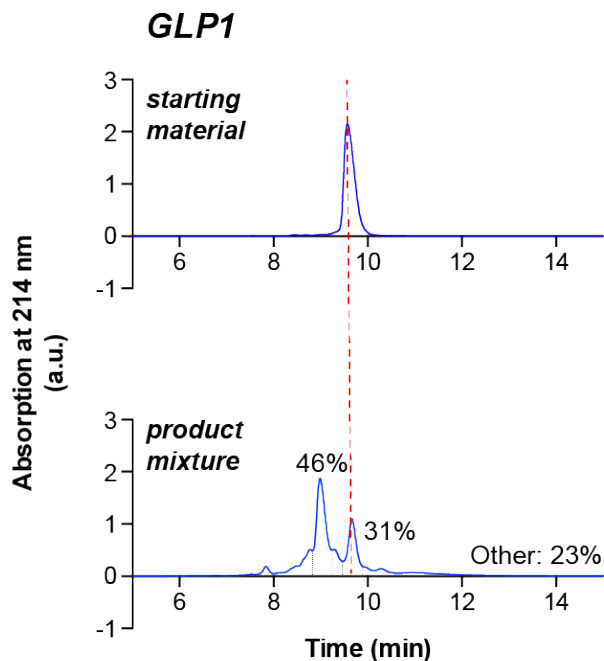 GLP1
starting
material
3
2
1
0
-1
6 8 10 12 14
Absorption at 214 nm
(a.u.)
product
mixture
3
2
1
0
-1
46%
31%
Other: 23%
6 8 10 12 14
Time (min)